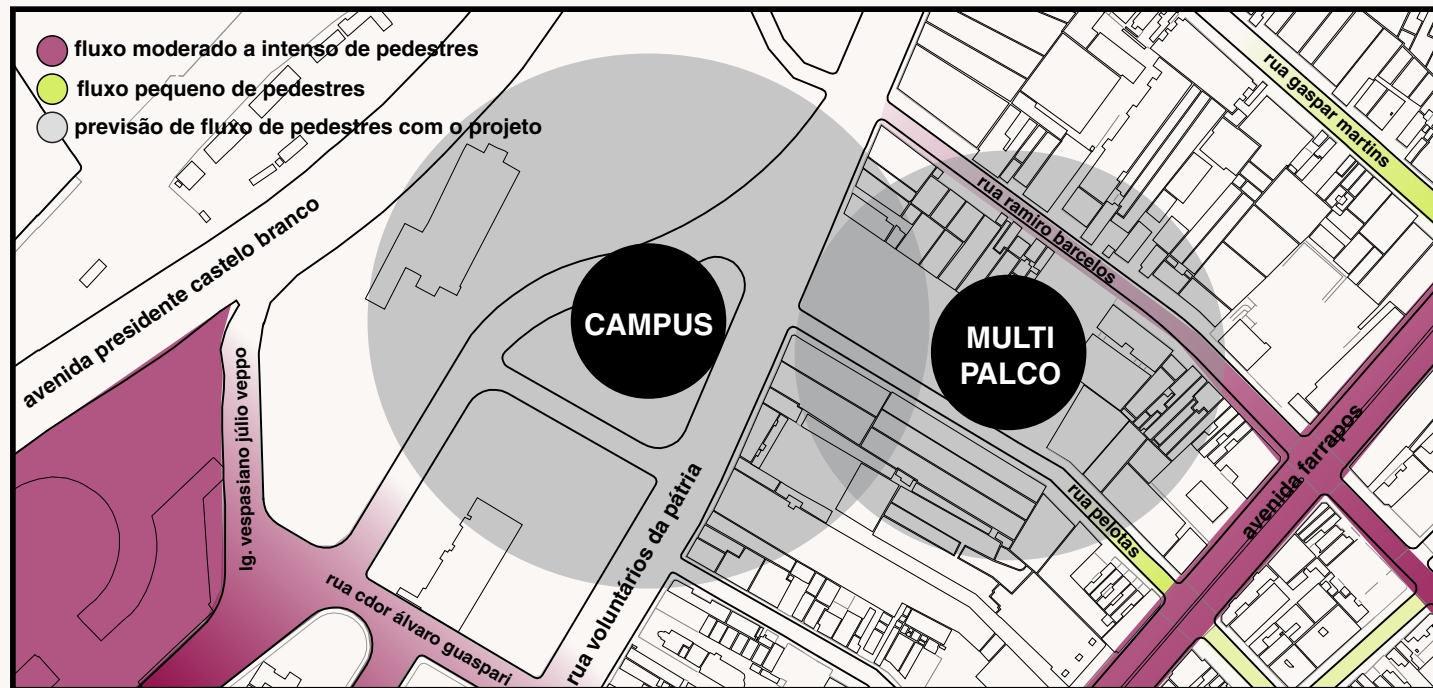 fluxo moderado a intenso de pedestres
fluxo pequeno de pedestres
previsão de fluxo de pedestres com o projeto
rua gaspar martins
rua ramiro barcelos
avenida presidente castelo branco
CAMPUS
MULTI
PALCO
lg. vespasiano júlio veppo
rua voluntários da pátria
rua pelotas
avenida farrapos
rua cdor álvaro guaspari